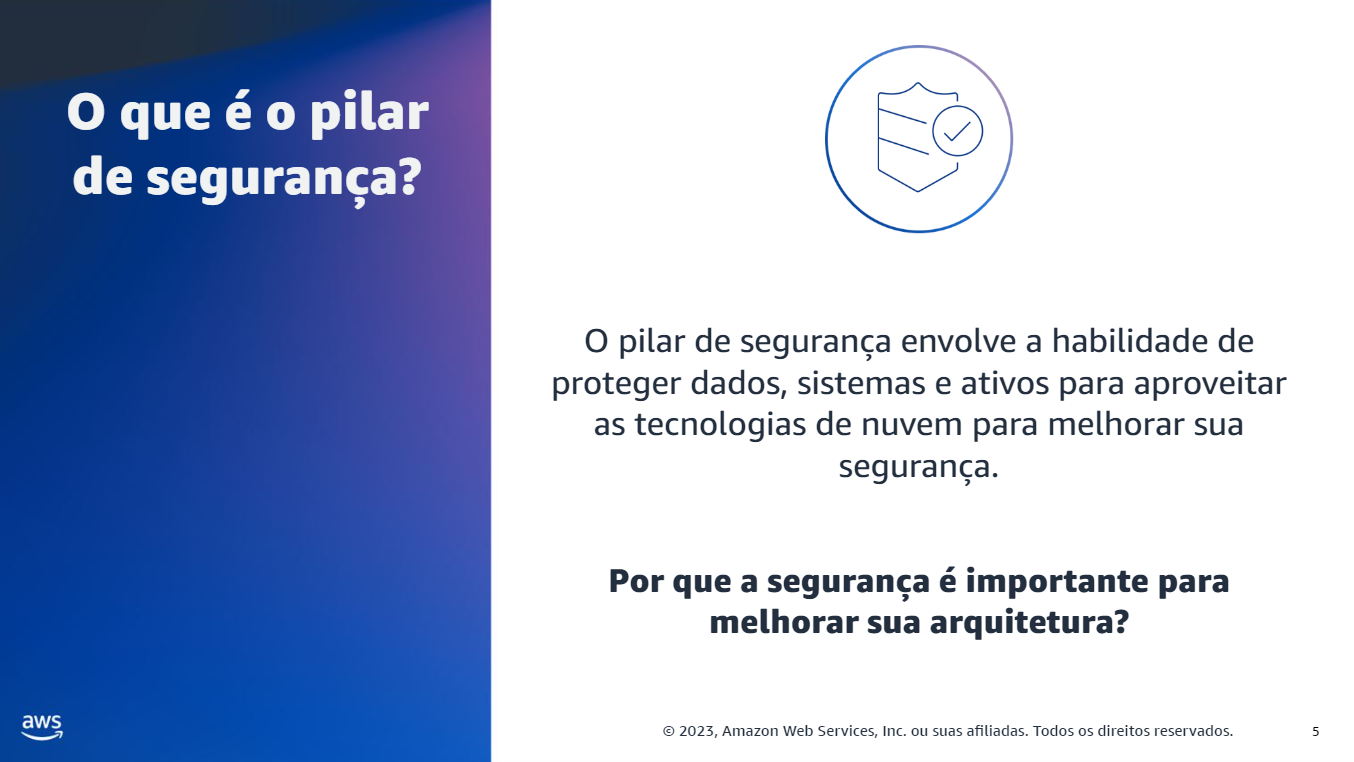 O que é o pilar
de segurança?
O pilar de segurança envolve a habilidade de
proteger dados, sistemas e ativos para aproveitar
as tecnologias de nuvem para melhorar sua
segurança.
Por que a segurança é importante para
melhorar sua arquitetura?
aws
© 2023, Amazon Web Services, Inc. ou suas afiliadas. Todos os direitos reservados.
5